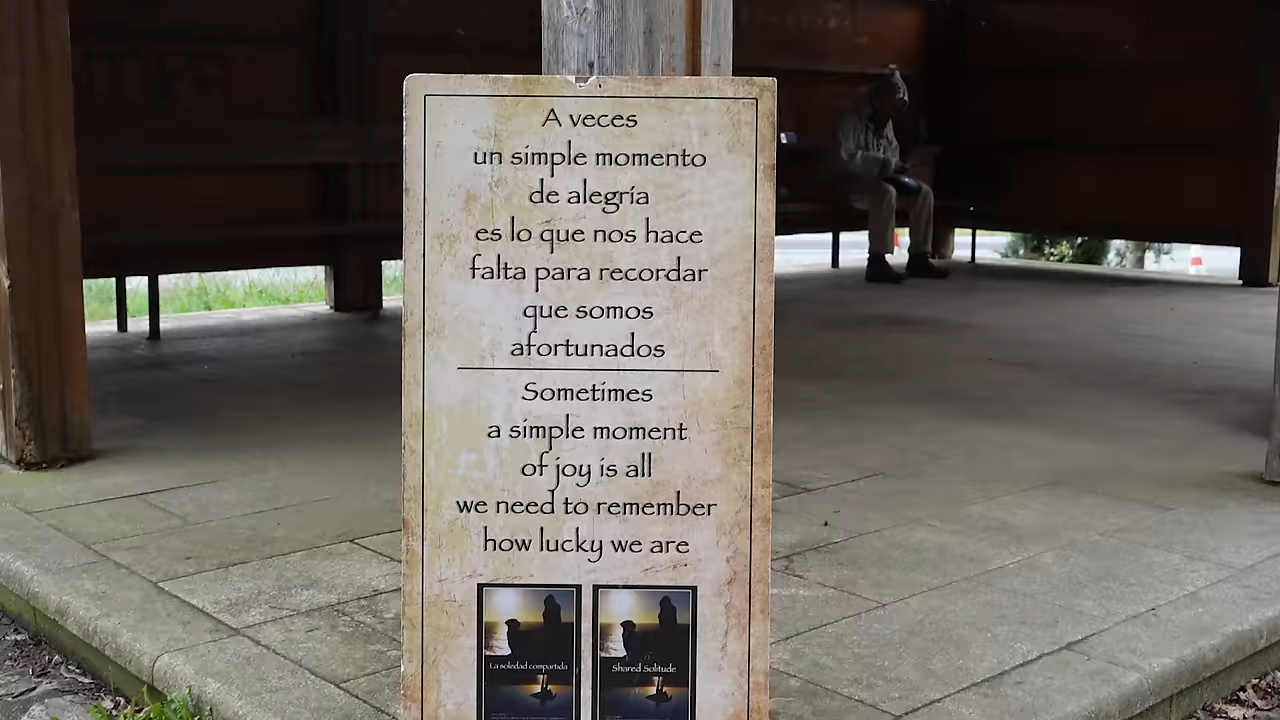 A veces
un simple momento
de alegría
es lo que nos hace
falta para recordar
que somos
afortunados
Sometimes
a simple moment
of joy is all
we need to remember
how lucky we are
La soledad compartida
Shared Solitude